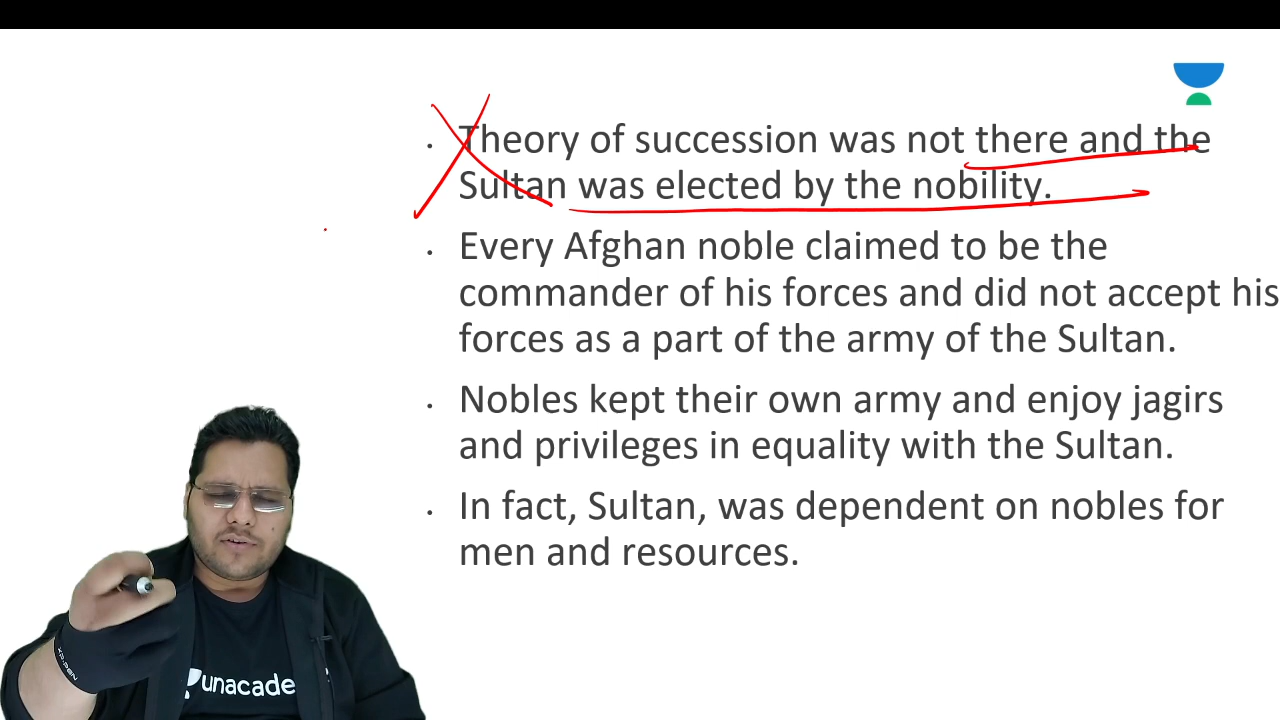 • Theory of succession was not there and the
Sultan was elected by the nobility.
• Every Afghan noble claimed to be the
commander of his forces and did not accept his
forces as a part of the army of the Sultan.
• Nobles kept their own army and enjoy jagirs
and privileges in equality with the Sultan.
• In fact, Sultan, was dependent on nobles for
men and resources.
unacade